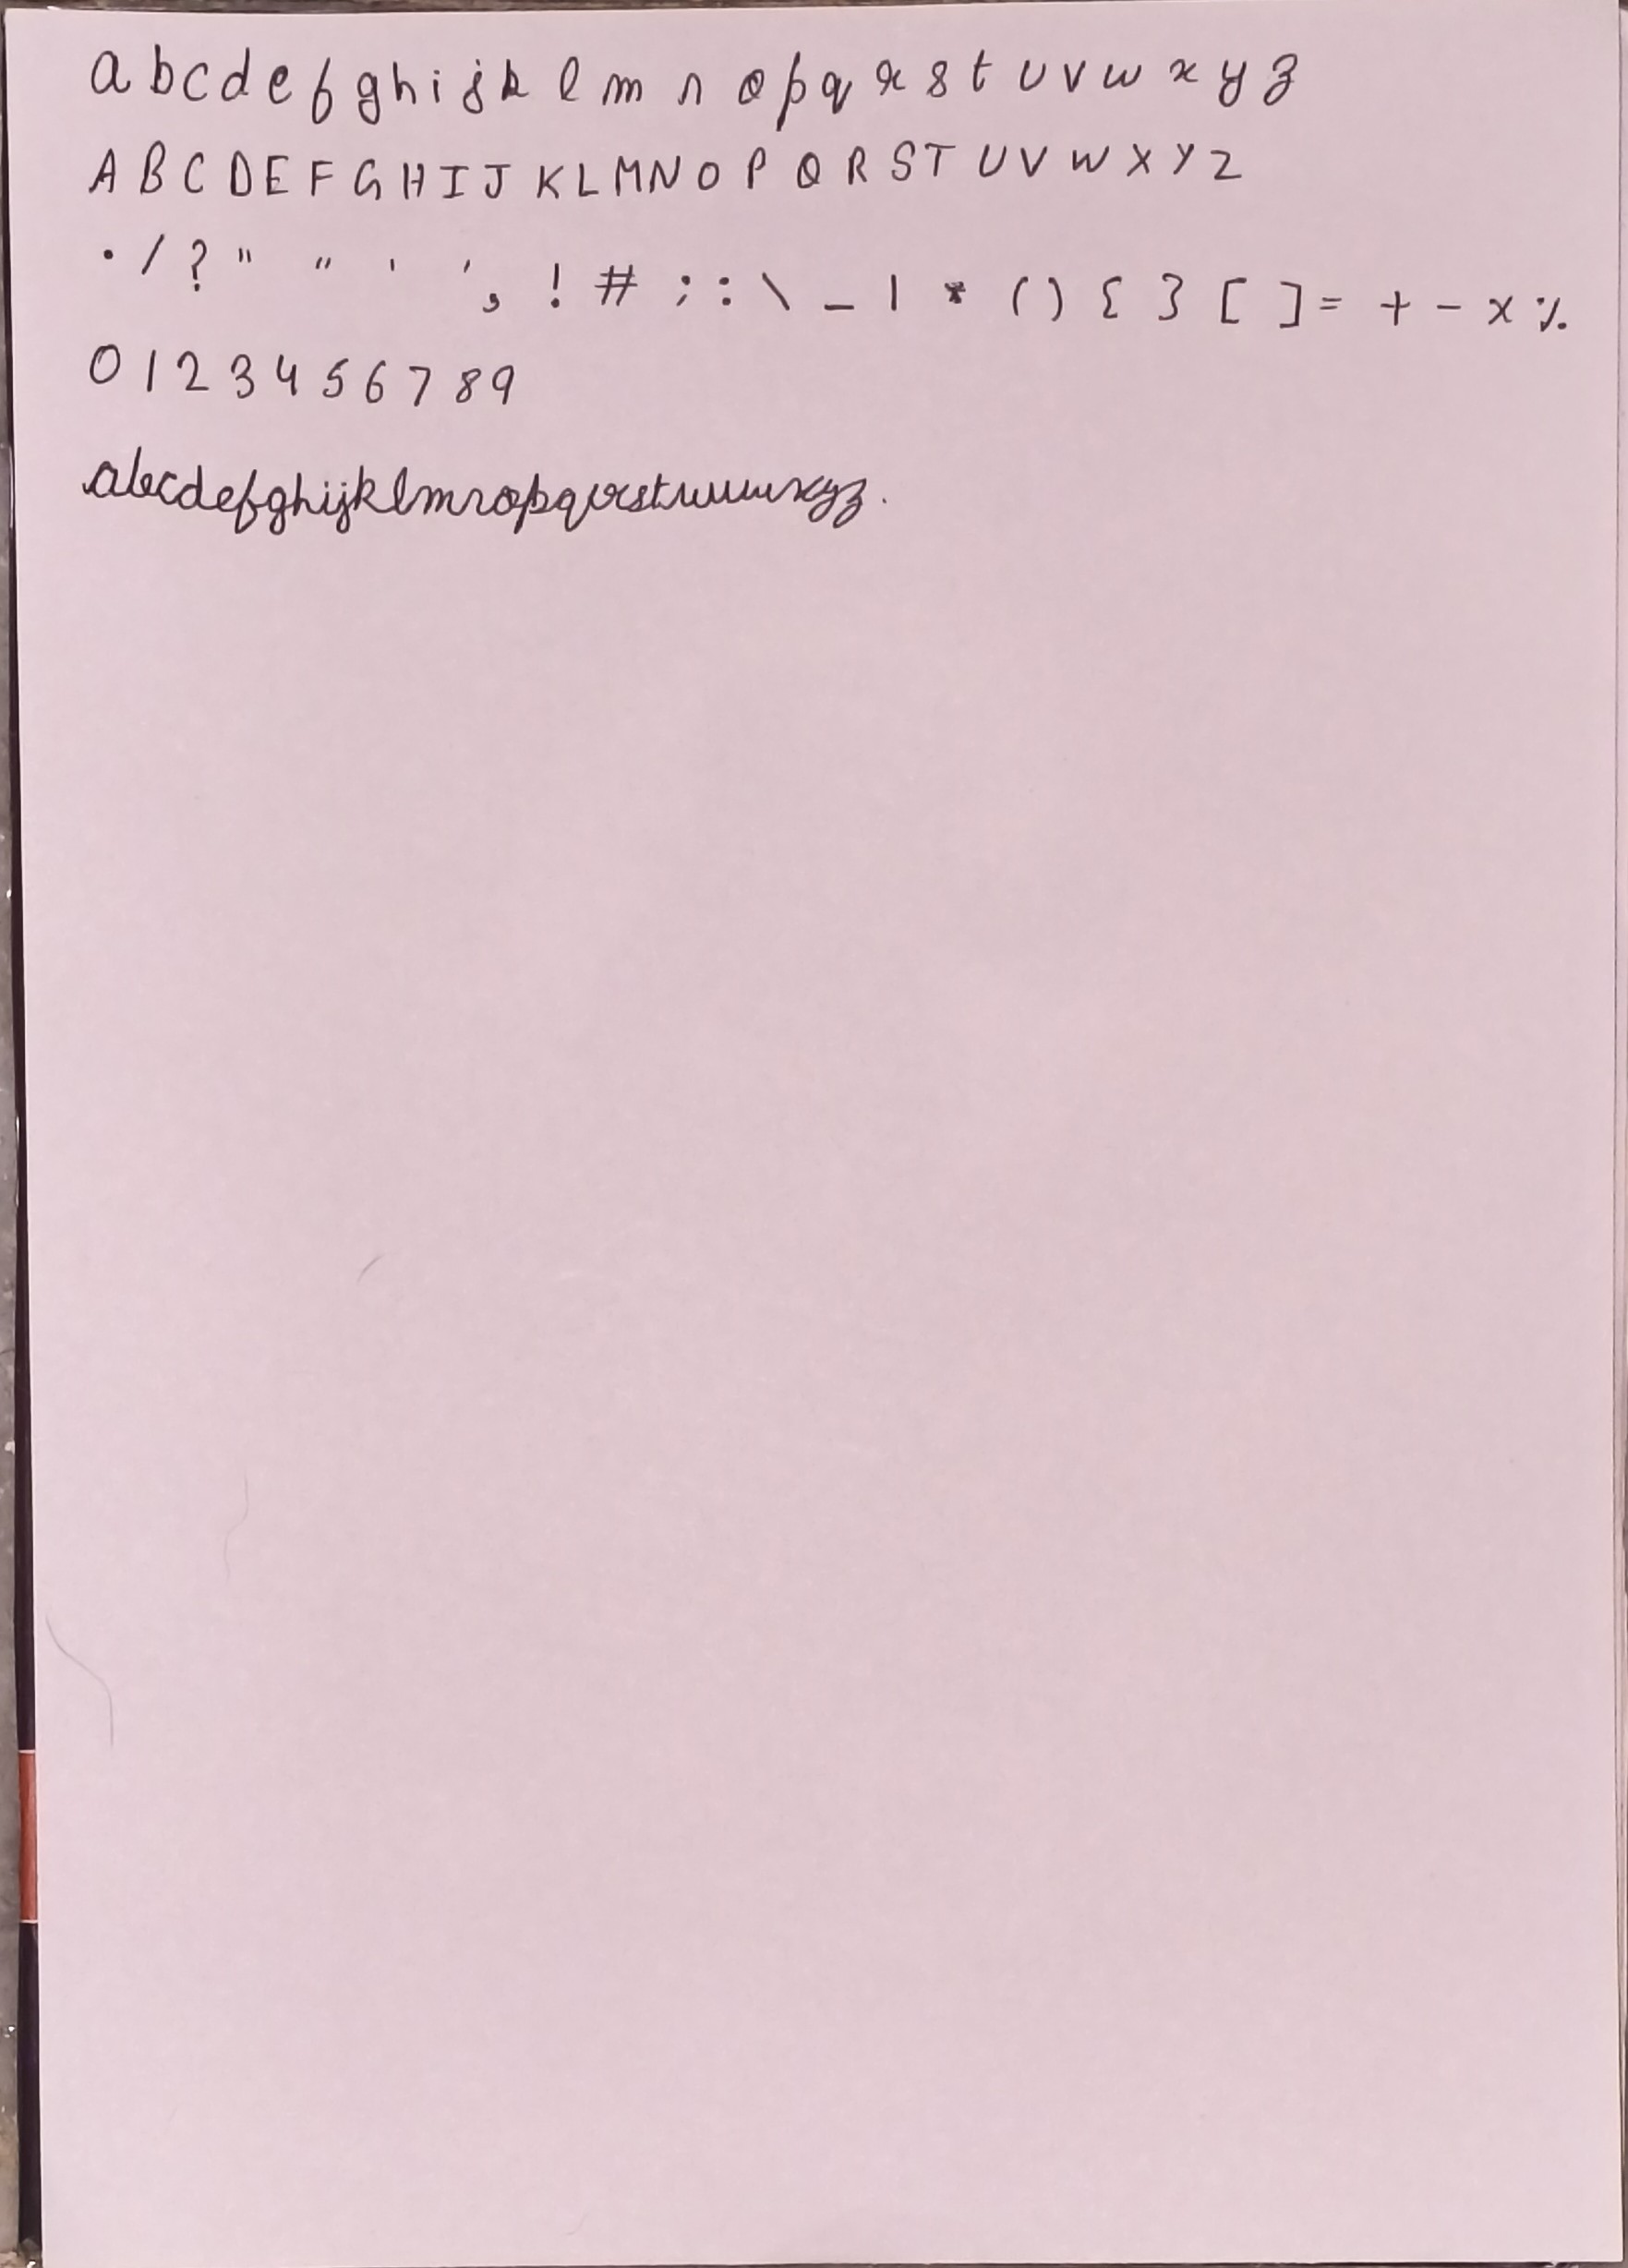 a b c d e f g h i j k l m n o p q r s t u v w x y z
A B C D E F G H I J K L M N O P Q R S T U V W X Y Z
. / ? " " ' ' , ! # ; : \ _ | * ( ) { } [ ] = + - x %
0 1 2 3 4 5 6 7 8 9
abcdefghijklmnopqrstuvwxyz.